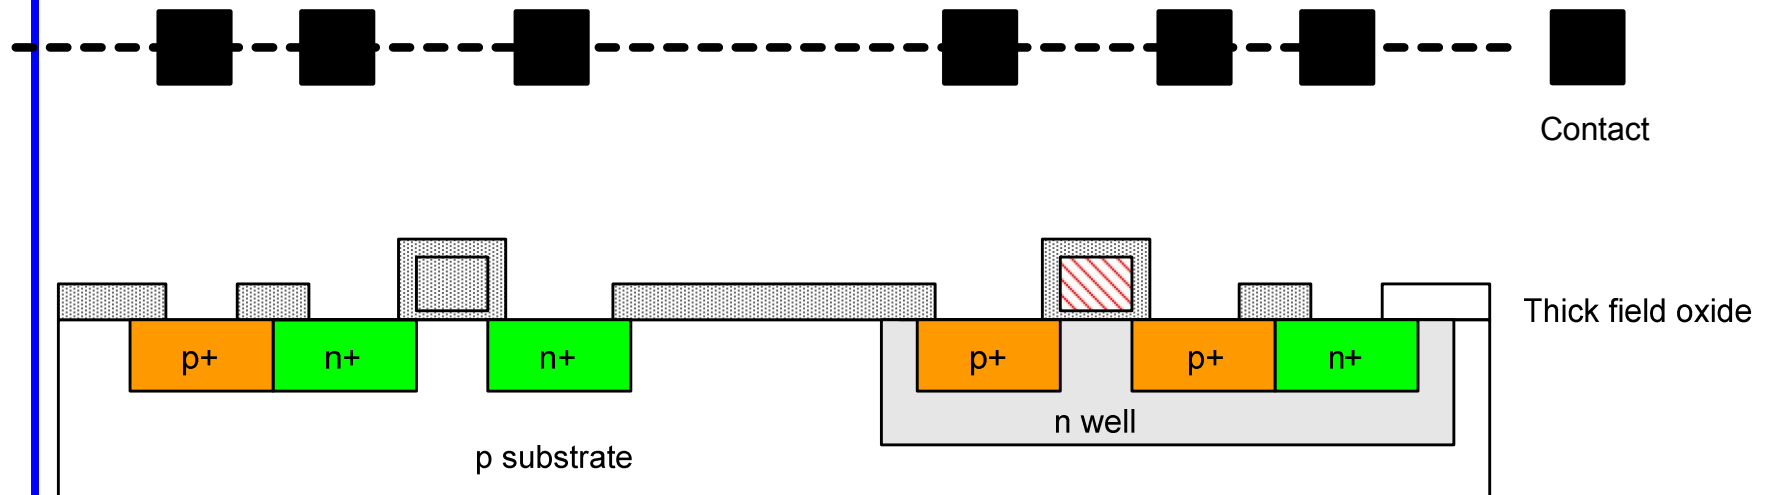 Contact
Thick field oxide
p+ n+ n+ p+ p+ n+
n well
p substrate